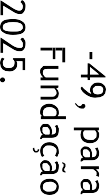 -49, para
Fundação
2025.